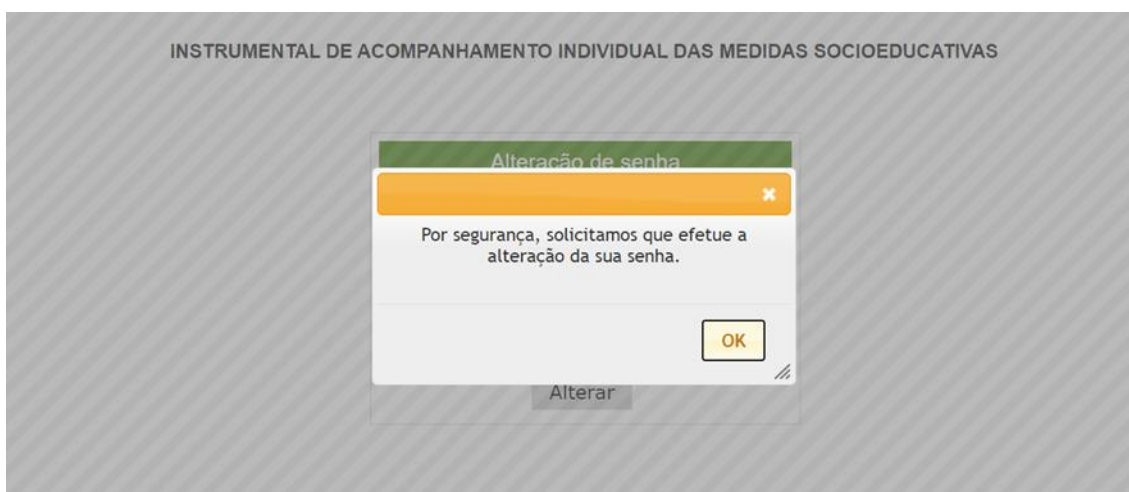 INSTRUMENTAL DE ACOMPANHAMENTO INDIVIDUAL DAS MEDIDAS SOCIOEDUCATIVAS
Alteração de senha
Por segurança, solicitamos que efetue a
alteração da sua senha.
OK
Alterar